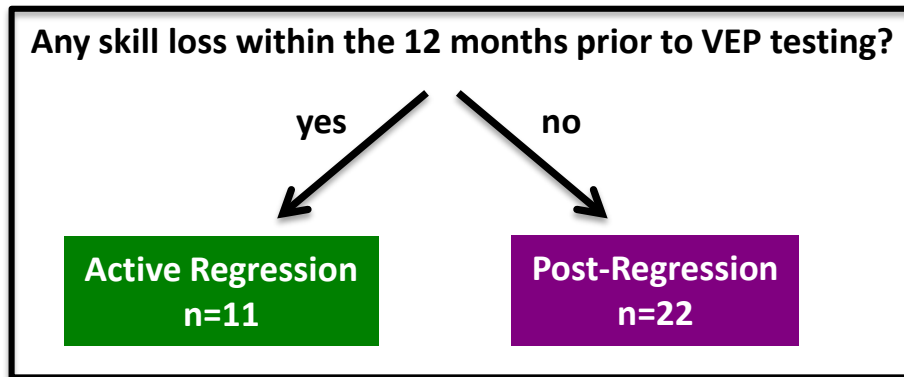 Any skill loss within the 12 months prior to VEP testing?
yes
no
Active Regression
n=11
Post-Regression
n=22